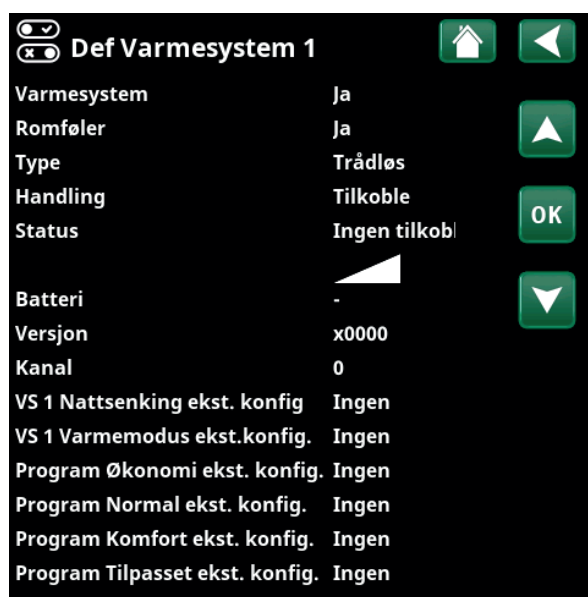 Def Varmesystem 1
Varmesystem Ja
Romføler Ja
Type Trådløs
Handling Tilkoble
OK
Status Ingen tilkobl
Batteri -
Versjon x0000
Kanal 0
VS 1 Nattsenking ekst. konfig Ingen
VS 1 Varmemodus ekst.konfig. Ingen
Program Økonomi ekst. konfig. Ingen
Program Normal ekst. konfig. Ingen
Program Komfort ekst. konfig. Ingen
Program Tilpasset ekst. konfig. Ingen